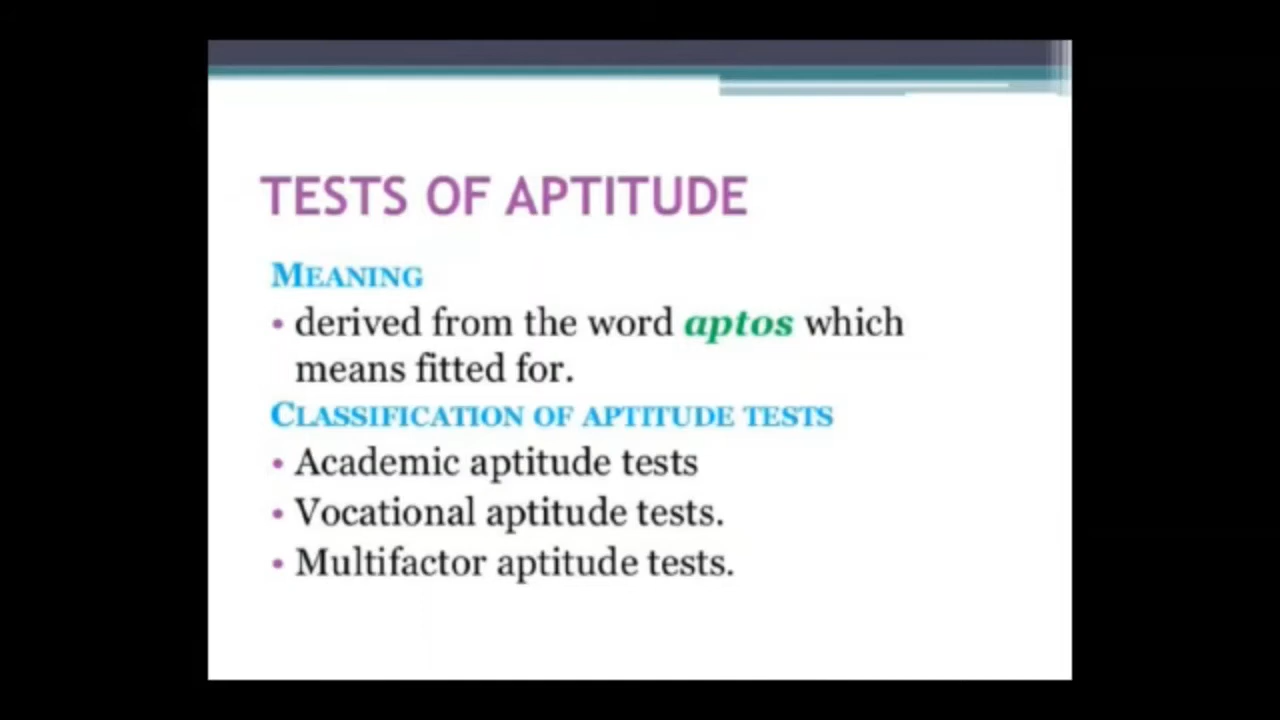 TESTS OF APTITUDE
MEANING
• derived from the word aptos which
means fitted for.
CLASSIFICATION OF APTITUDE TESTS
• Academic aptitude tests
• Vocational aptitude tests.
• Multifactor aptitude tests.